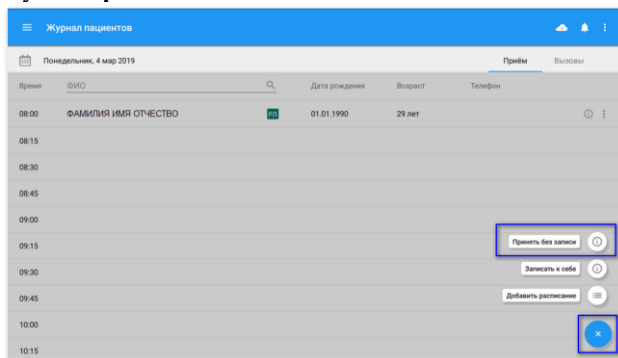 Журнал пациентов
Понедельник, 4 мар 2019 Приём Вызовы
Время ФИО Дата рождения Возраст Телефон
08:00 ФАМИЛИЯ ИМЯ ОТЧЕСТВО РЛ 01.01.1990 29 лет
08:15
08:30
08:45
09:00
09:15 Принять без записи
09:30 Записать к себе
09:45 Добавить расписание
10:00
10:15